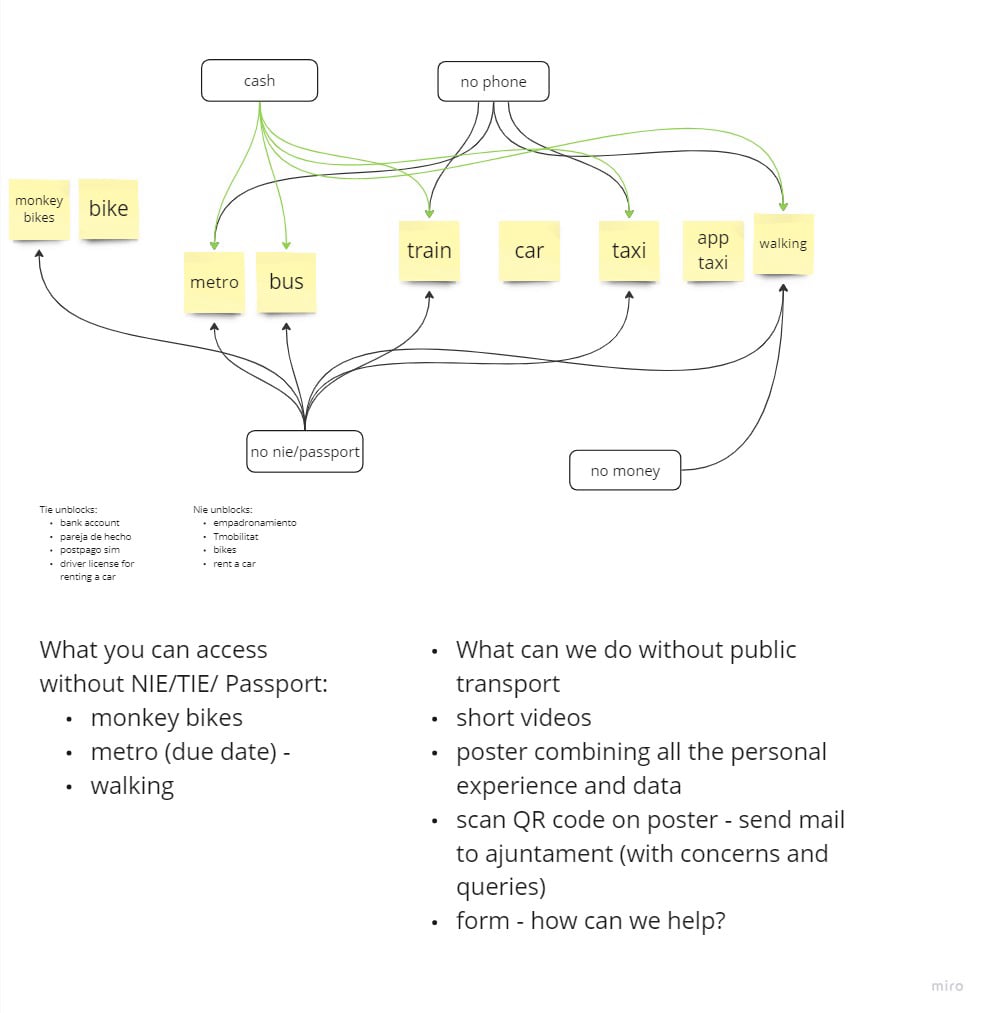 cash
no phone
monkey
bikes
bike
metro
bus
train
car
taxi
app
taxi
walking
no nie/passport
no money
Tie unblocks:
• bank account
• pareja de hecho
• postpago sim
• driver license for
renting a car
Nie unblocks:
• empadronamiento
• Tmobilitat
• bikes
• rent a car
What you can access
without NIE/TIE/ Passport:
• monkey bikes
• metro (due date) -
• walking
• What can we do without public
transport
• short videos
• poster combining all the personal
experience and data
• scan QR code on poster - send mail
to ajuntament (with concerns and
queries)
• form - how can we help?
miro